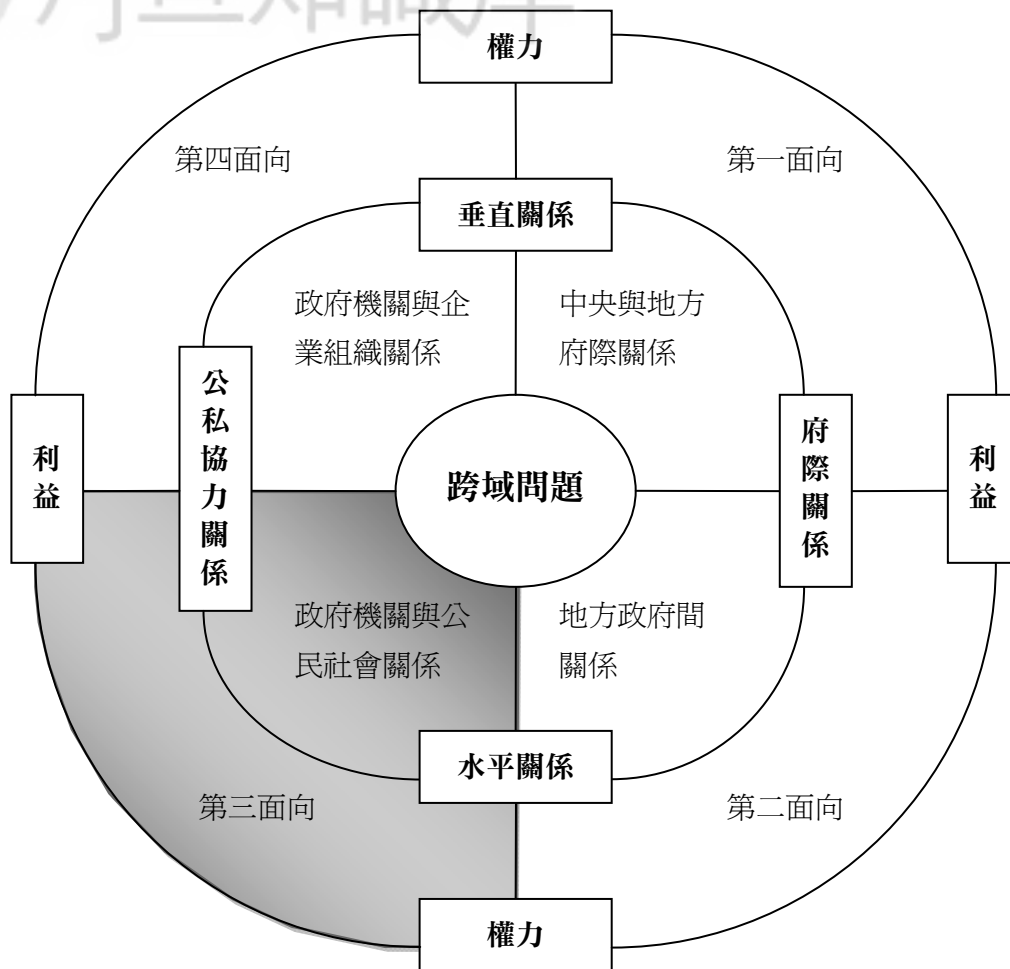 權力
第四面向
第一面向
垂直關係
政府機關與企
業組織關係
中央與地方
府際關係
公私協力關係
府際關係
利益
利益
跨域問題
政府機關與公
民社會關係
地方政府間
關係
水平關係
第三面向
第二面向
權力